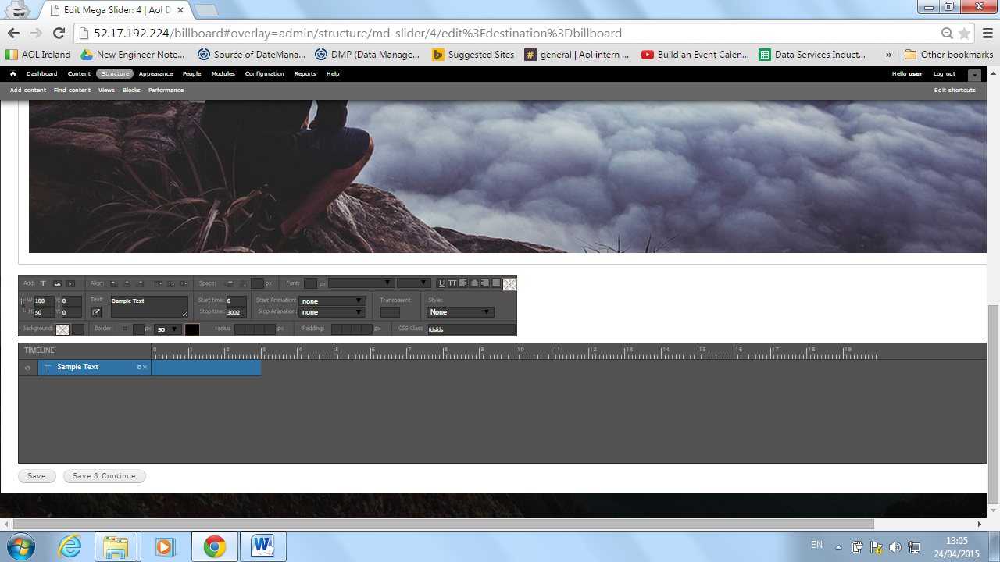 Edit Mega Slider: 4 | Aol D
52.17.192.224/billboard#overlay=admin/structure/md-slider/4/edit%3Fdestination%3Dbillboard
AOL Ireland New Engineer Note... Source of DateMana... DMP (Data Manage... Suggested Sites general | Aol intern ... Build an Event Calen... Data Services Induct... » Other bookmarks
Dashboard Content Structure Appearance People Modules Configuration Reports Help Hello user Log out
Add content Find content Views Blocks Performance Edit shortcuts
Add: T Align: Space: px Font: px U TT
W: 100 X: 0 Text: Sample Text Start time: 0 Start Animation: none Transparent: Style:
H: 50 Y: 0 Stop time: 3002 Stop Animation: none None
Background: Border: px so radius px Padding: px CSS Class fdsfds
TIMELINE 0 1 2 3 4 5 6 7 8 9 10 11 12 13 14 15 16 17 18 19
T Sample Text
Save Save & Continue
EN 13:05
24/04/2015